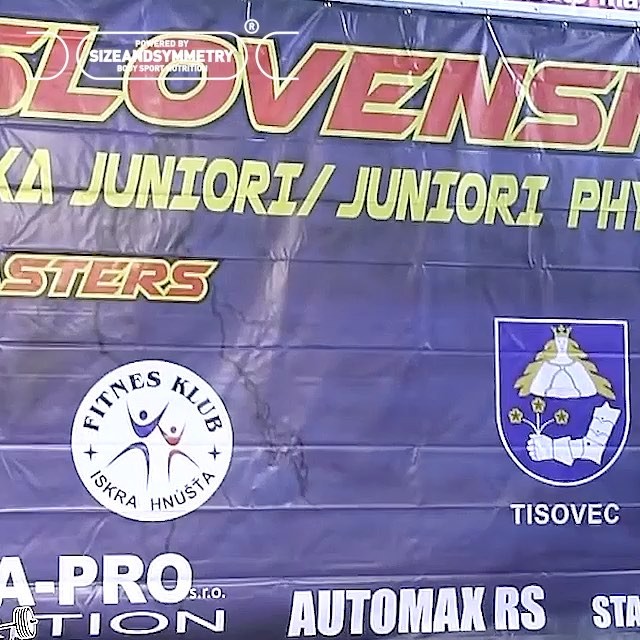 POWERED BY
SIZEANDSYMMETRY®
BODY SPORT NUTRITION
SLOVENS
KA JUNIORI/ JUNIORI PHY
STERS
FITNES KLUB
ISKRA HNÚŠŤA
TISOVEC
A-PRO s.r.o.
TION
AUTOMAX RS
STA